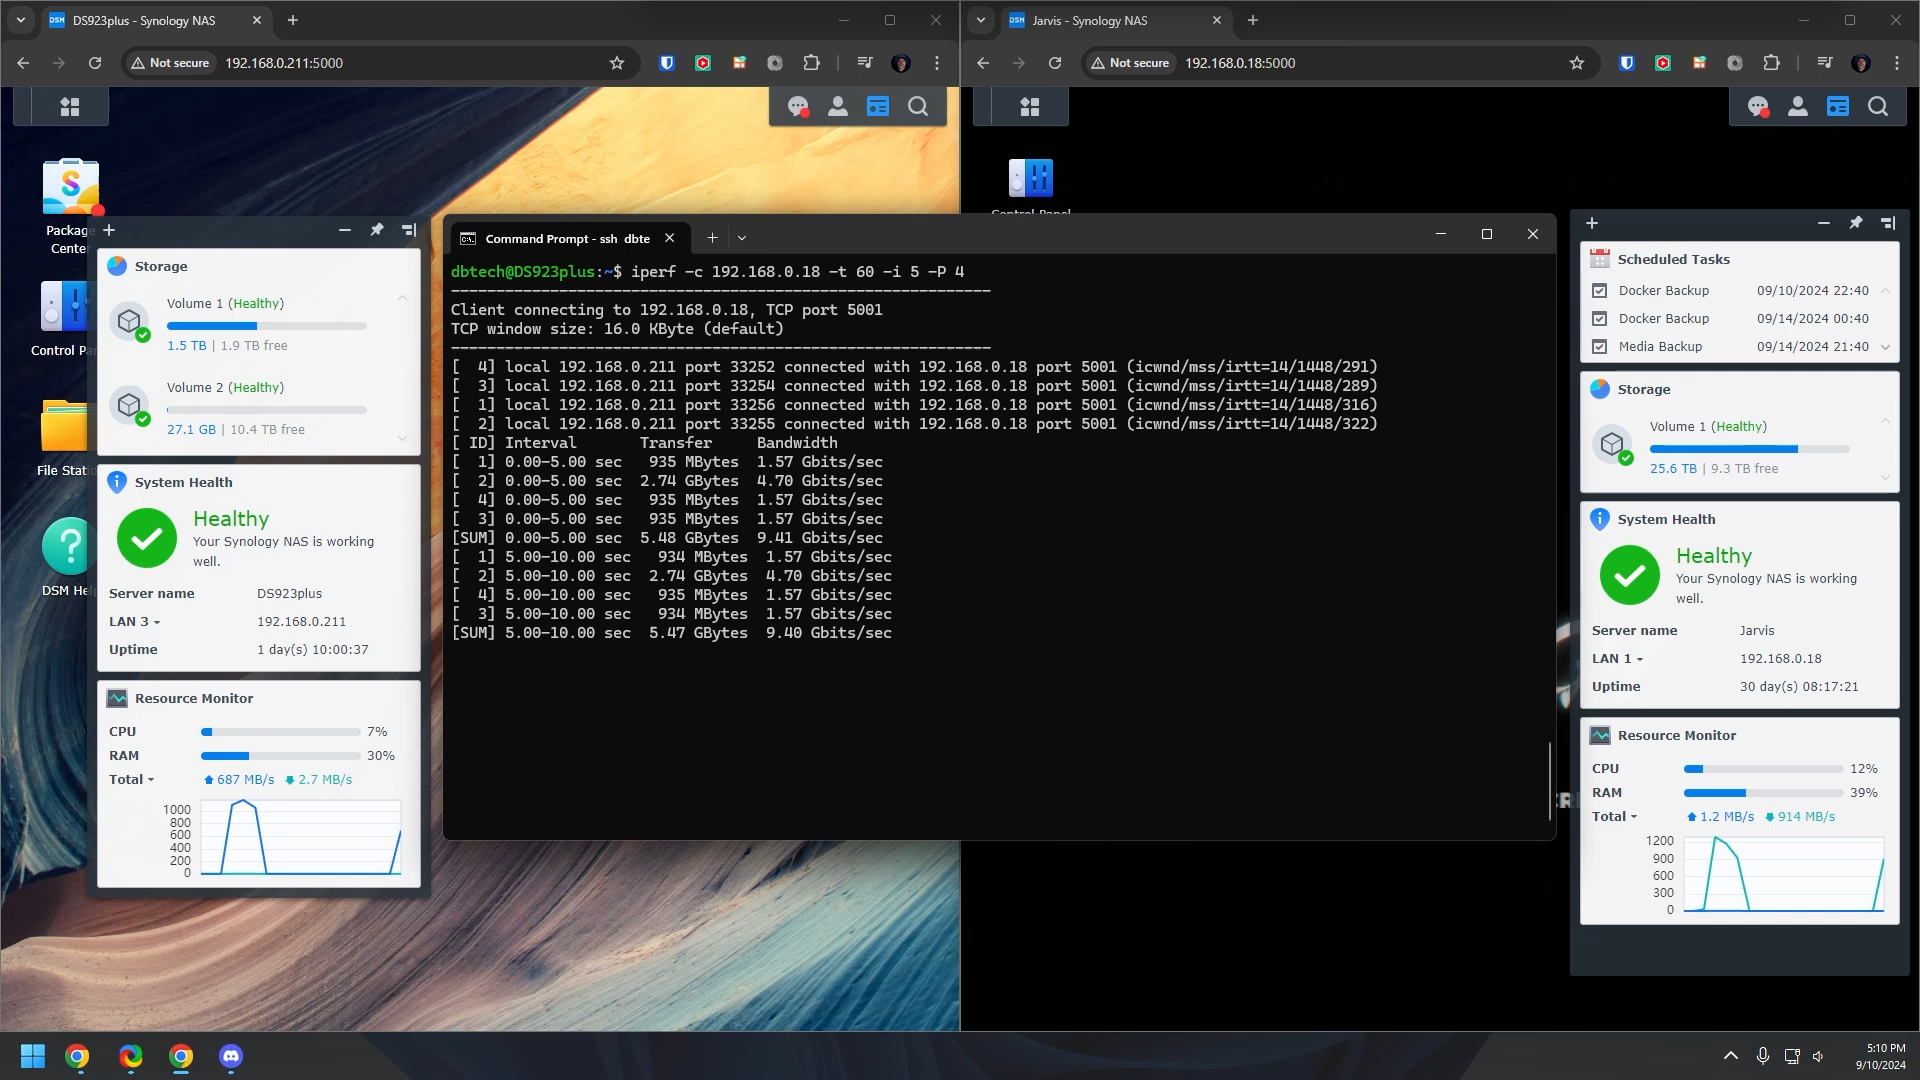 DS923plus - Synology NAS
Not secure 192.168.0.211:5000
Package Center
Control Pa
File Stati
DSM He
Storage
Volume 1 (Healthy)
1.5 TB | 1.9 TB free
Volume 2 (Healthy)
27.1 GB | 10.4 TB free
System Health
Healthy
Your Synology NAS is working
well.
Server name DS923plus
LAN 3 192.168.0.211
Uptime 1 day(s) 10:00:37
Resource Monitor
CPU 7%
RAM 30%
Total 687 MB/s 2.7 MB/s
1000
800
600
400
200
0
Command Prompt - ssh dbte
dbtech@DS923plus:~$ iperf -c 192.168.0.18 -t 60 -i 5 -P 4
------------------------------------------------------------
Client connecting to 192.168.0.18, TCP port 5001
TCP window size: 16.0 KByte (default)
------------------------------------------------------------
[  4] local 192.168.0.211 port 33252 connected with 192.168.0.18 port 5001 (icwnd/mss/irtt=14/1448/291)
[  3] local 192.168.0.211 port 33254 connected with 192.168.0.18 port 5001 (icwnd/mss/irtt=14/1448/289)
[  1] local 192.168.0.211 port 33256 connected with 192.168.0.18 port 5001 (icwnd/mss/irtt=14/1448/316)
[  2] local 192.168.0.211 port 33255 connected with 192.168.0.18 port 5001 (icwnd/mss/irtt=14/1448/322)
[ ID] Interval       Transfer     Bandwidth
[  1] 0.00-5.00 sec   935 MBytes  1.57 Gbits/sec
[  2] 0.00-5.00 sec  2.74 GBytes  4.70 Gbits/sec
[  4] 0.00-5.00 sec   935 MBytes  1.57 Gbits/sec
[  3] 0.00-5.00 sec   935 MBytes  1.57 Gbits/sec
[SUM] 0.00-5.00 sec  5.48 GBytes  9.41 Gbits/sec
[  1] 5.00-10.00 sec   934 MBytes  1.57 Gbits/sec
[  2] 5.00-10.00 sec  2.74 GBytes  4.70 Gbits/sec
[  4] 5.00-10.00 sec   935 MBytes  1.57 Gbits/sec
[  3] 5.00-10.00 sec   934 MBytes  1.57 Gbits/sec
[SUM] 5.00-10.00 sec  5.47 GBytes  9.40 Gbits/sec
Jarvis - Synology NAS
Not secure 192.168.0.18:5000
Control Panel
Scheduled Tasks
Docker Backup 09/10/2024 22:40
Docker Backup 09/14/2024 00:40
Media Backup 09/14/2024 21:40
Storage
Volume 1 (Healthy)
25.6 TB | 9.3 TB free
System Health
Healthy
Your Synology NAS is working
well.
Server name Jarvis
LAN 1 192.168.0.18
Uptime 30 day(s) 08:17:21
Resource Monitor
CPU 12%
RAM 39%
Total 1.2 MB/s 914 MB/s
1200
900
600
300
0
5:10 PM
9/10/2024